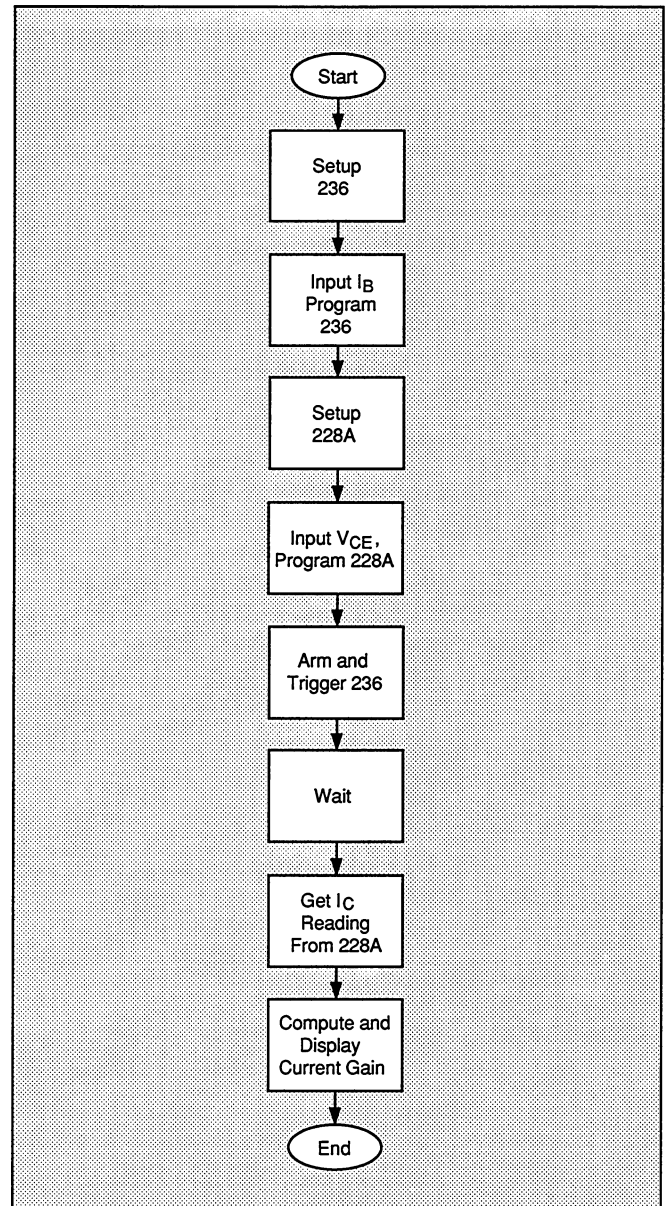 Start
Setup
236
Input IB
Program
236
Setup
228A
Input VCE,
Program 228A
Arm and
Trigger 236
Wait
Get IC
Reading
From 228A
Compute and
Display
Current Gain
End